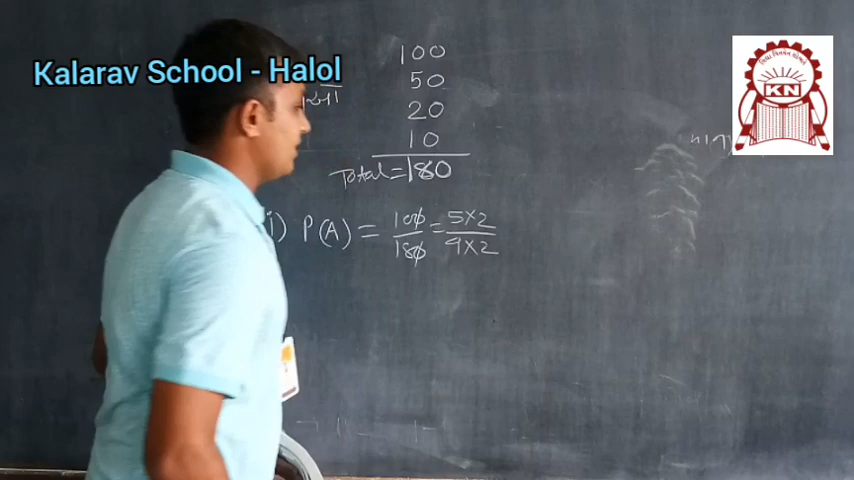 Kalarav School - Halol
100
50
20
10
Total = 180
i) P(A) = 100/180 = 5×2/9×2
KN